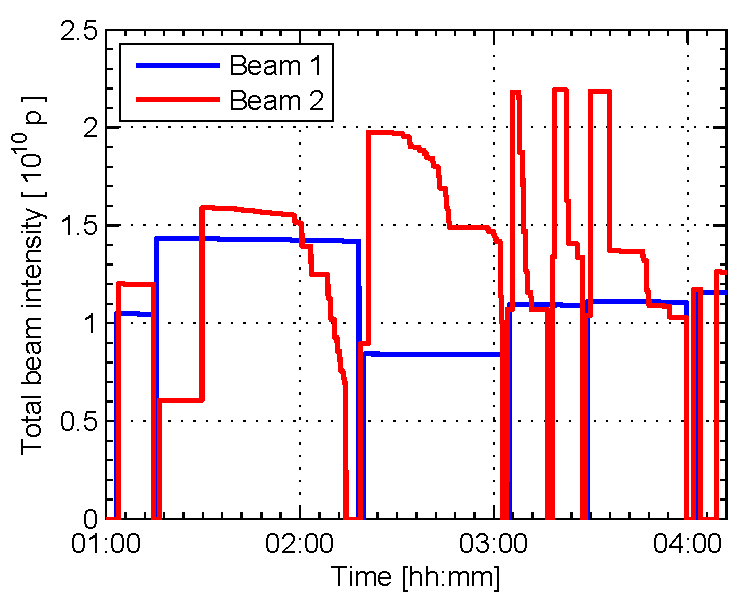 2.5
2
1.5
1
0.5
0
Beam 1
Beam 2
Total beam intensity [ 10^10 p ]
01:00 02:00 03:00 04:00
Time [hh:mm]